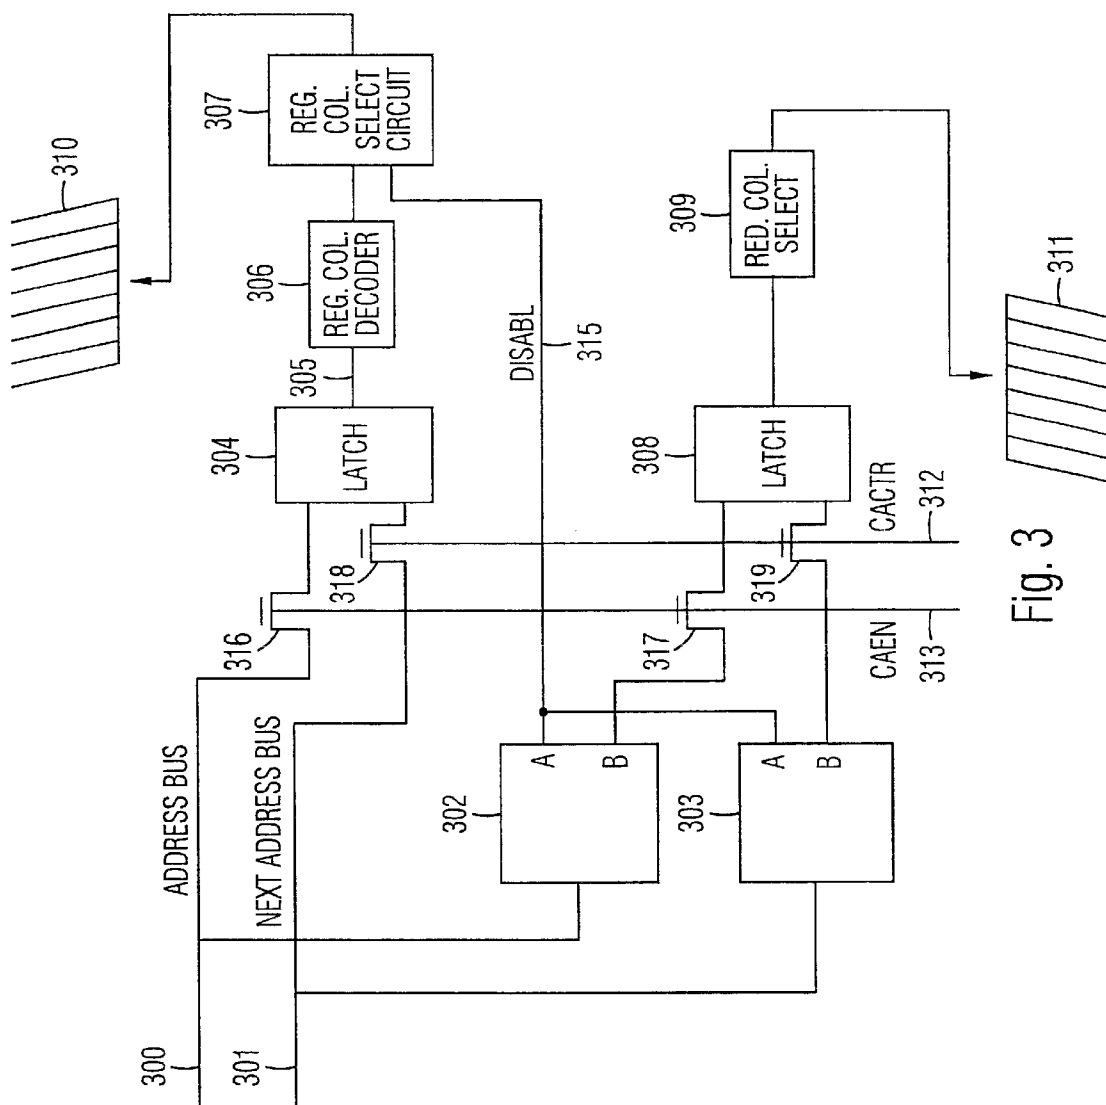 310
307
REG.
COL.
SELECT
CIRCUIT
306
REG. COL.
DECODER
305
304
LATCH
DISABL
315
309
RED. COL.
SELECT
311
308
LATCH
316
318
317
319
CACTR
312
CAEN
313
ADDRESS BUS
NEXT ADDRESS BUS
300
301
302
A
B
303
A
B
Fig. 3